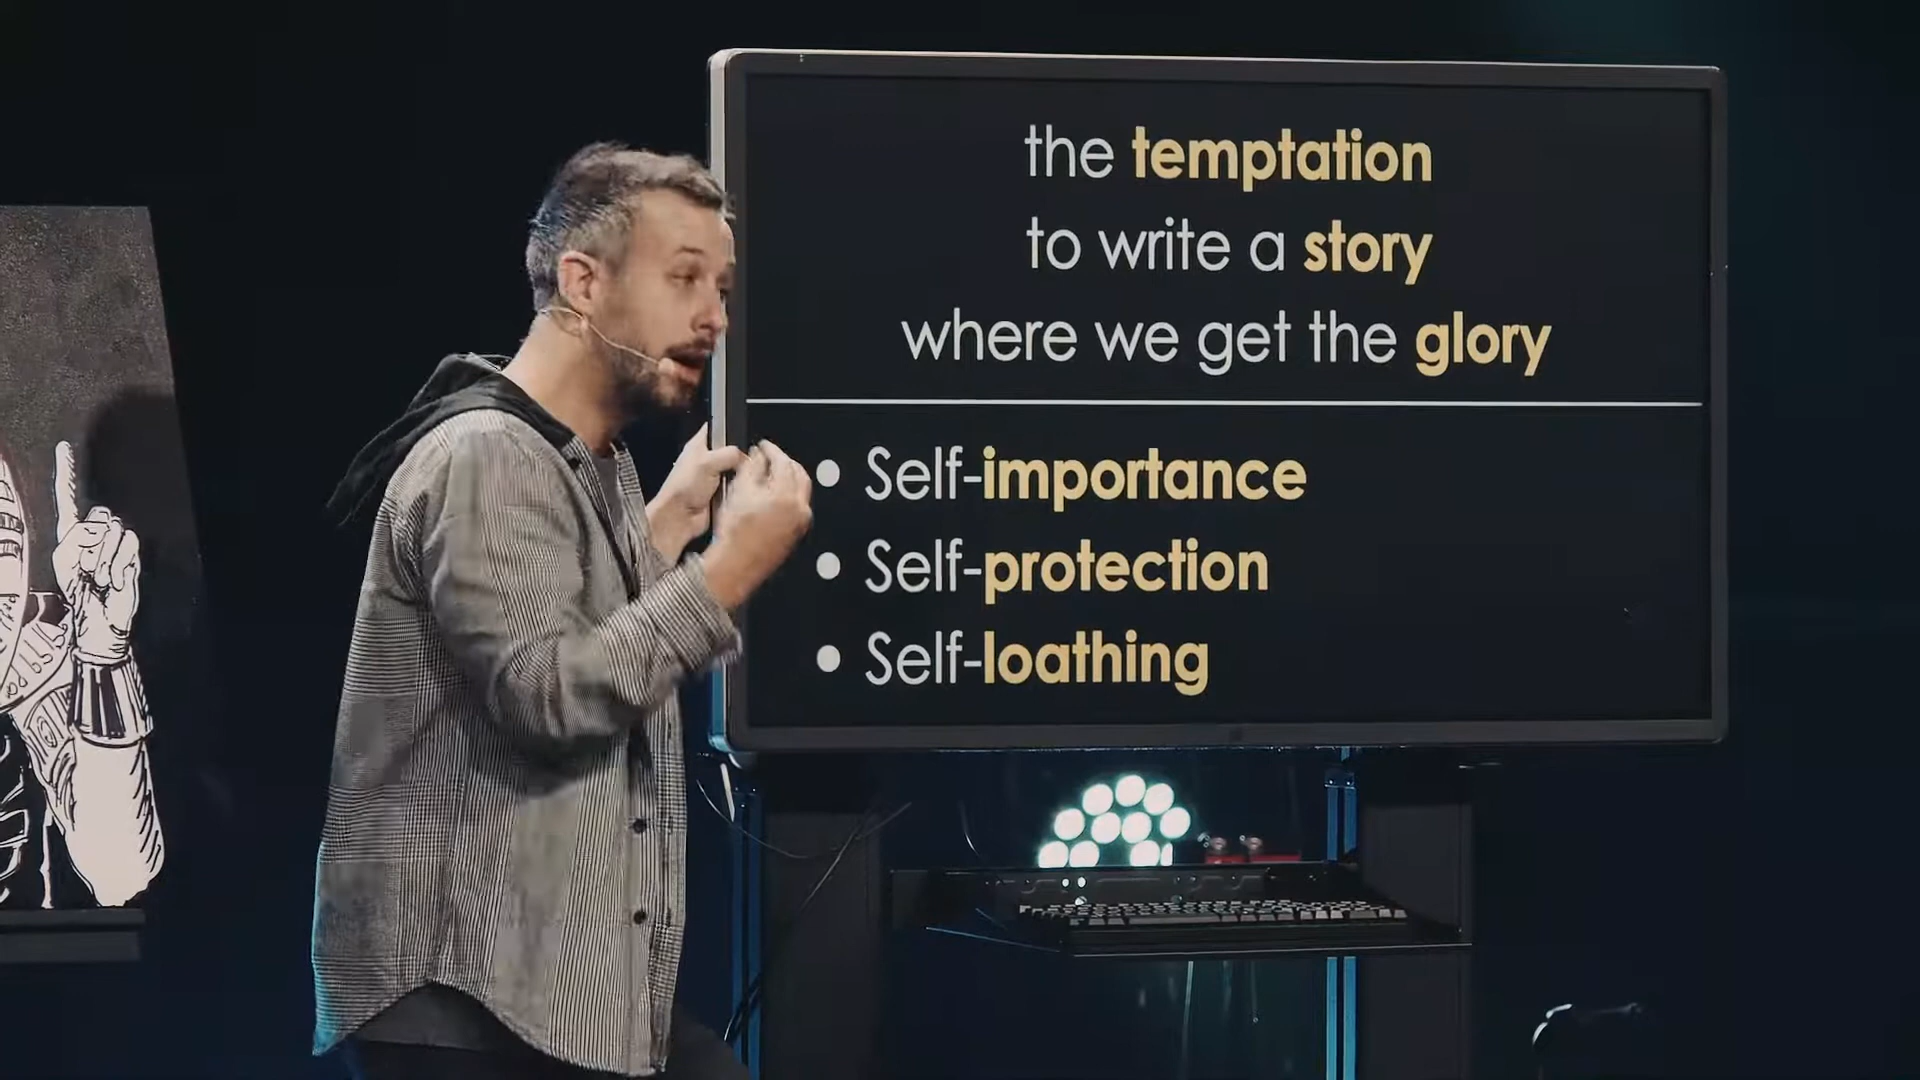 the temptation
to write a story
where we get the glory
• Self-importance
• Self-protection
• Self-loathing